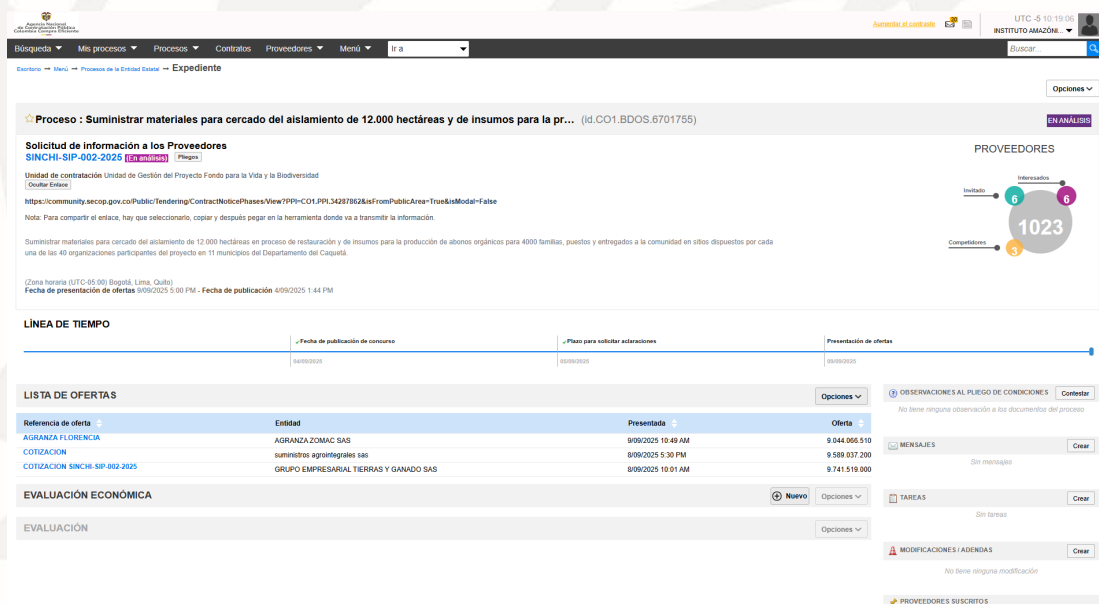 Agencia Nacional
de Contratación Pública
Colombia Compra Eficiente
Aumentar el contraste
20
UTC -5 10:19:06
INSTITUTO AMAZÓNI...
Búsqueda Mis procesos Procesos Contratos Proveedores Menú Ir a Buscar...
Escritorio → Menú → Procesos de la Entidad Estatal → Expediente
Opciones
Proceso : Suministrar materiales para cercado del aislamiento de 12.000 hectáreas y de insumos para la pr... (id.CO1.BDOS.6701755)
EN ANÁLISIS
Solicitud de información a los Proveedores
SINCHI-SIP-002-2025 (En análisis) Pliegos
Unidad de contratación Unidad de Gestión del Proyecto Fondo para la Vida y la Biodiversidad
Ocultar Enlace
https://community.secop.gov.co/Public/Tendering/ContractNoticePhases/View?PPI=CO1.PPI.34287862&isFromPublicArea=True&isModal=False
Nota: Para compartir el enlace, hay que seleccionarlo, copiar y después pegar en la herramienta donde va a transmitir la información.
Suministrar materiales para cercado del aislamiento de 12.000 hectáreas en proceso de restauración y de insumos para la producción de abonos orgánicos para 4000 familias, puestos y entregados a la comunidad en sitios dispuestos por cada
una de las 40 organizaciones participantes del proyecto en 11 municipios del Departamento del Caquetá.
(Zona horaria (UTC-05:00) Bogotá, Lima, Quito)
Fecha de presentación de ofertas 9/09/2025 5:00 PM - Fecha de publicación 4/09/2025 1:44 PM
PROVEEDORES
Interesados
Invitado
6
6
1023
Competidores
3
LÍNEA DE TIEMPO
Fecha de publicación de concurso
Plazo para solicitar aclaraciones
Presentación de ofertas
04/09/2025
05/09/2025
09/09/2025
LISTA DE OFERTAS
Opciones
Referencia de oferta Entidad Presentada Oferta
AGRANZA FLORENCIA AGRANZA ZOMAC SAS 9/09/2025 10:49 AM 9.044.066.510
COTIZACION suministros agrointegrales sas 8/09/2025 5:30 PM 9.589.037.200
COTIZACION SINCHI-SIP-002-2025 GRUPO EMPRESARIAL TIERRAS Y GANADO SAS 8/09/2025 10:01 AM 9.741.519.000
EVALUACIÓN ECONÓMICA
Nuevo Opciones
EVALUACIÓN
Opciones
OBSERVACIONES AL PLIEGO DE CONDICIONES Contestar
No tiene ninguna observación a los documentos del proceso
MENSAJES Crear
Sin mensajes
TAREAS Crear
Sin tareas
MODIFICACIONES / ADENDAS Crear
No tiene ninguna modificación
PROVEEDORES SUSCRITOS